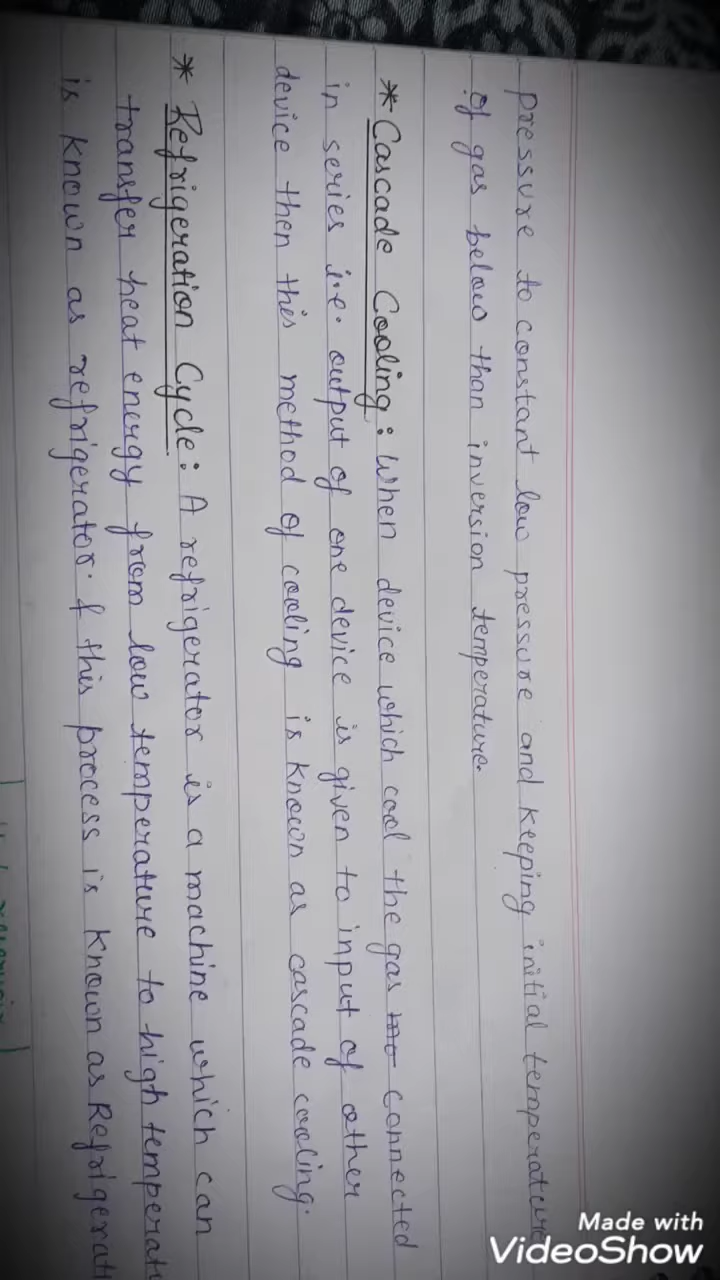 pressure to constant low pressure and keeping initial temperature
of gas below than inversion temperature.
* Cascade Cooling: When device which cool the gas connected
in series i.e. output of one device is given to input of other
device then this method of cooling is known as cascade cooling.
* Refrigeration Cycle: A refrigerator is a machine which can
transfer heat energy from low temperature to high temperat
is known as refrigerator. & this process is known as Refrigerati
Made with
VideoShow